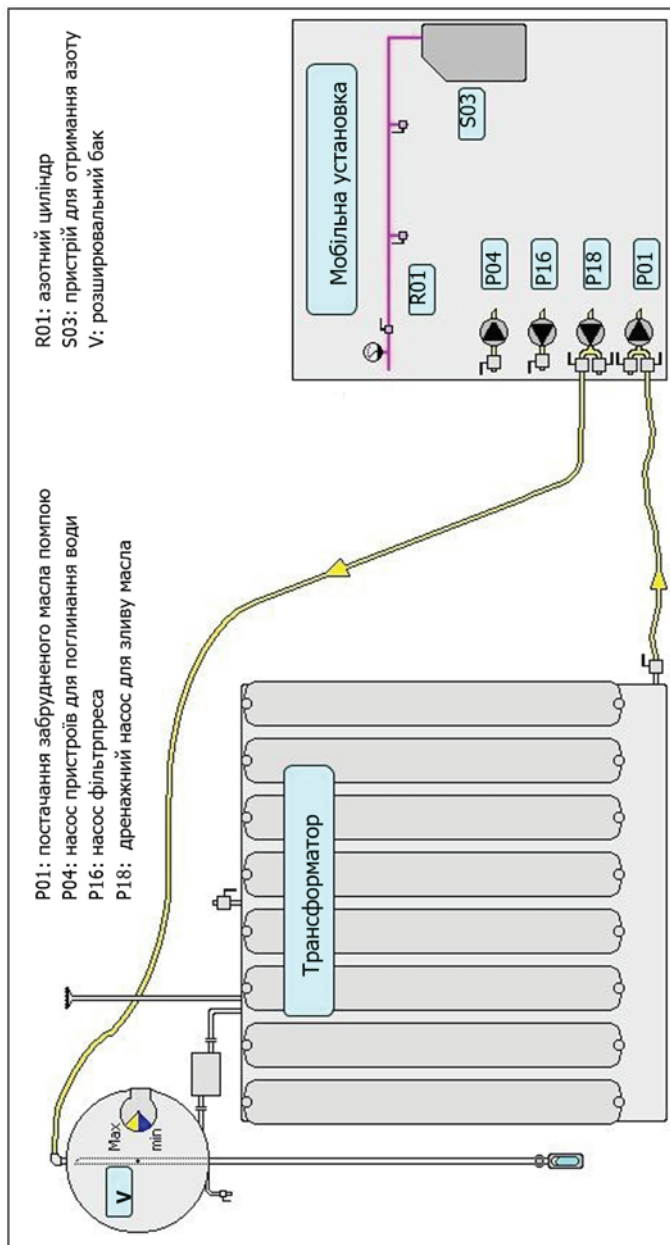 P01: постачання забрудненого масла помпою
P04: насос пристроїв для поглинання води
P16: насос фільтрпреса
P18: дренажний насос для зливу масла
R01: азотний циліндр
S03: пристрій для отримання азоту
V: розширювальний бак
V
Max
min
Трансформатор
Мобільна установка
R01
S03
P04
P16
P18
P01